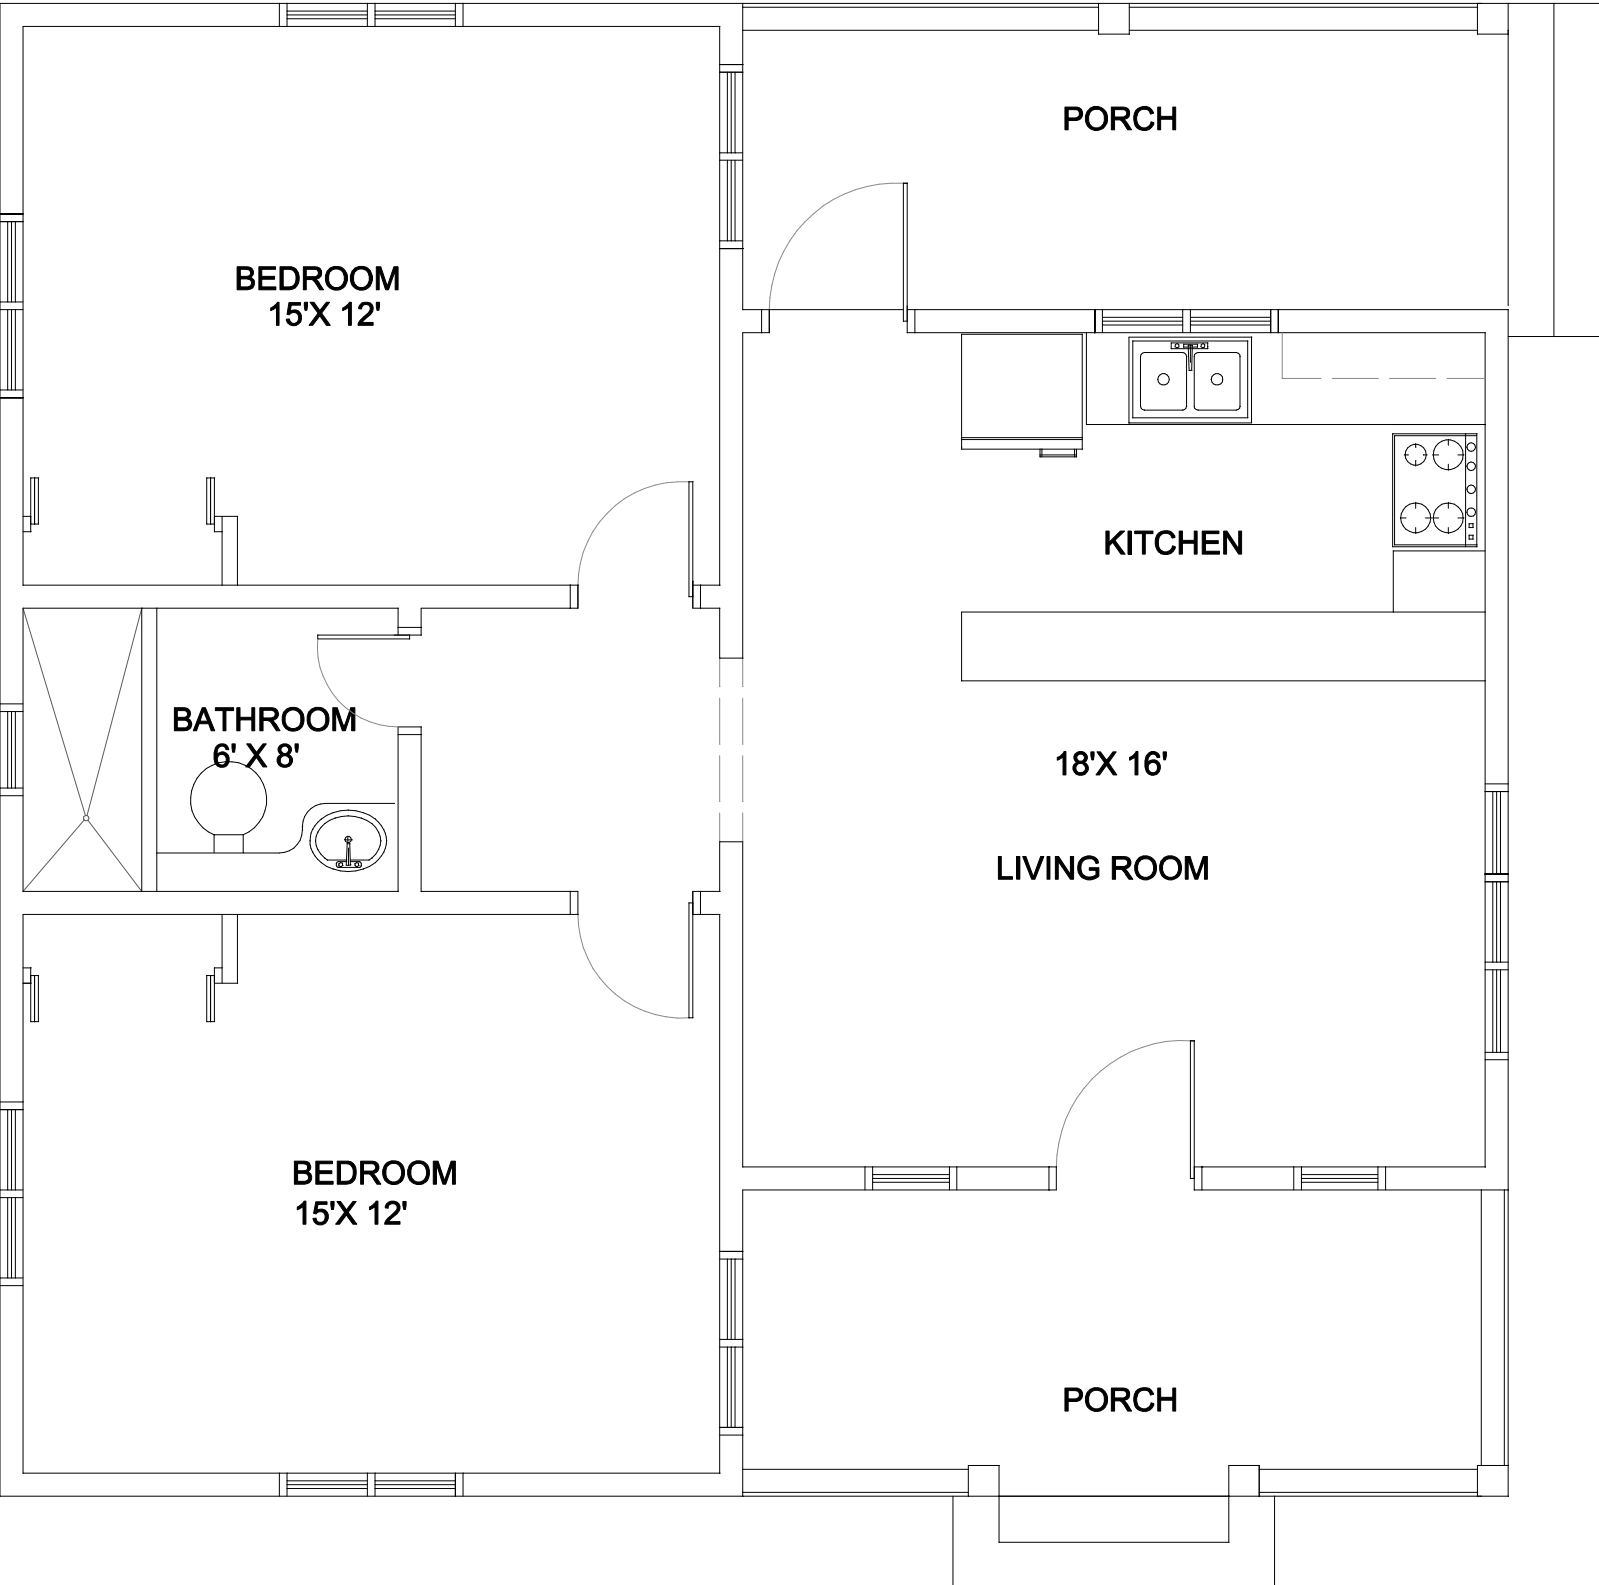 PORCH
BEDROOM
15'X 12'
KITCHEN
BATHROOM
6' X 8'
18'X 16'
LIVING ROOM
BEDROOM
15'X 12'
PORCH